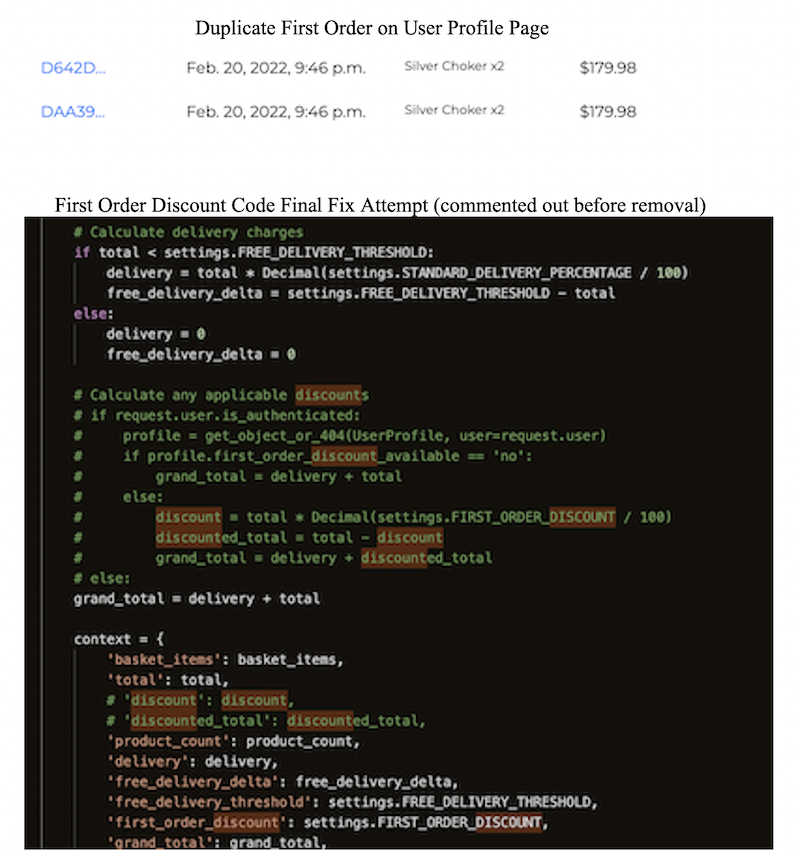 Duplicate First Order on User Profile Page
D642D... Feb. 20, 2022, 9:46 p.m. Silver Choker x2 $179.98
DAA39... Feb. 20, 2022, 9:46 p.m. Silver Choker x2 $179.98
First Order Discount Code Final Fix Attempt (commented out before removal)
# Calculate delivery charges
if total < settings.FREE_DELIVERY_THRESHOLD:
    delivery = total * Decimal(settings.STANDARD_DELIVERY_PERCENTAGE / 100)
    free_delivery_delta = settings.FREE_DELIVERY_THRESHOLD - total
else:
    delivery = 0
    free_delivery_delta = 0
# Calculate any applicable discounts
# if request.user.is_authenticated:
#     profile = get_object_or_404(UserProfile, user=request.user)
#     if profile.first_order_discount_available == 'no':
#         grand_total = delivery + total
#     else:
#         discount = total * Decimal(settings.FIRST_ORDER_DISCOUNT / 100)
#         discounted_total = total - discount
#         grand_total = delivery + discounted_total
# else:
grand_total = delivery + total
context = {
    'basket_items': basket_items,
    'total': total,
    # 'discount': discount,
    # 'discounted_total': discounted_total,
    'product_count': product_count,
    'delivery': delivery,
    'free_delivery_delta': free_delivery_delta,
    'free_delivery_threshold': settings.FREE_DELIVERY_THRESHOLD,
    'first_order_discount': settings.FIRST_ORDER_DISCOUNT,
    'grand_total': grand_total,